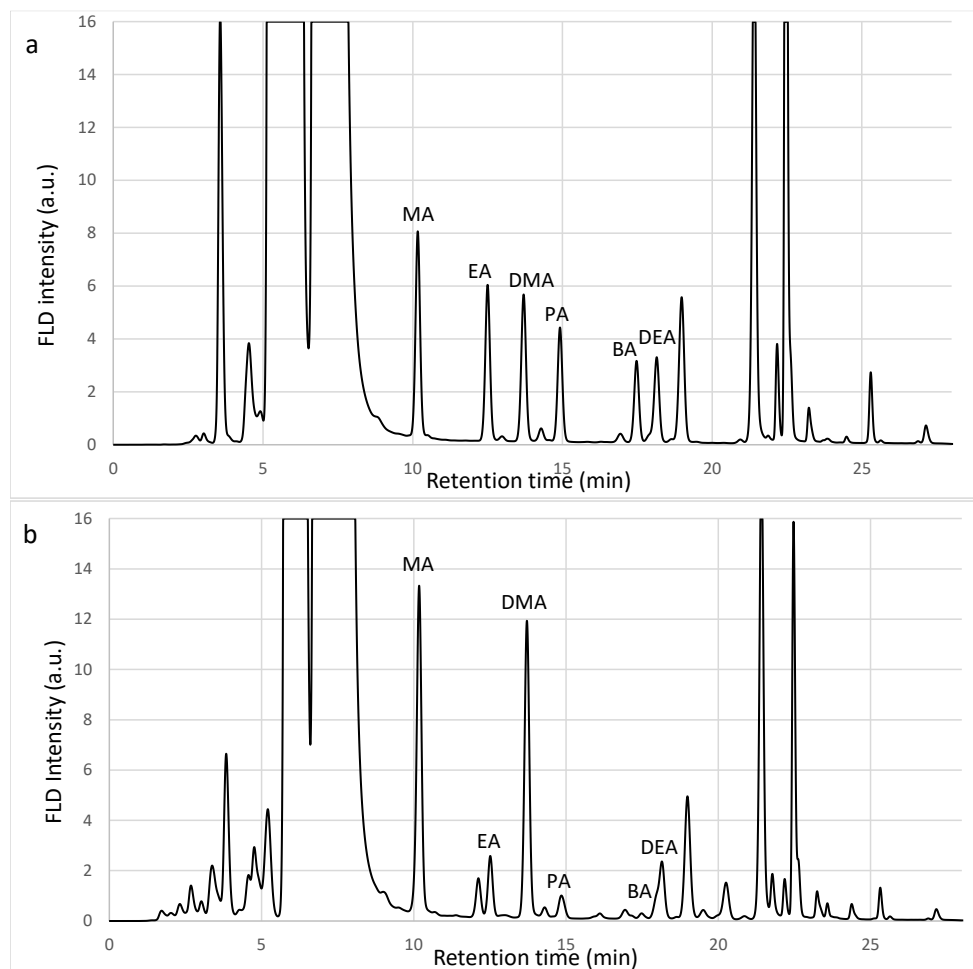 a
FLD intensity (a.u.)
16
14
12
10
8
6
4
2
0
MA
EA
DMA
PA
BA
DEA
0 5 10 15 20 25
Retention time (min)
b
FLD Intensity (a.u.)
16
14
12
10
8
6
4
2
0
MA
EA
DMA
PA
BA
DEA
0 5 10 15 20 25
Retention time (min)